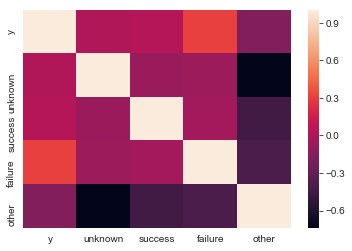 y
unknown
success
failure
other
y unknown success failure other
0.9
0.6
0.3
0.0
−0.3
−0.6